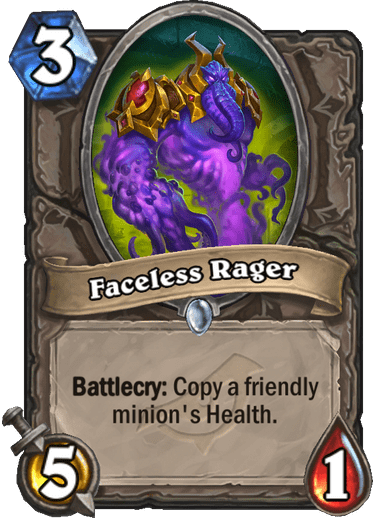 3
Faceless Rager
Battlecry: Copy a friendly
minion's Health.
5
1